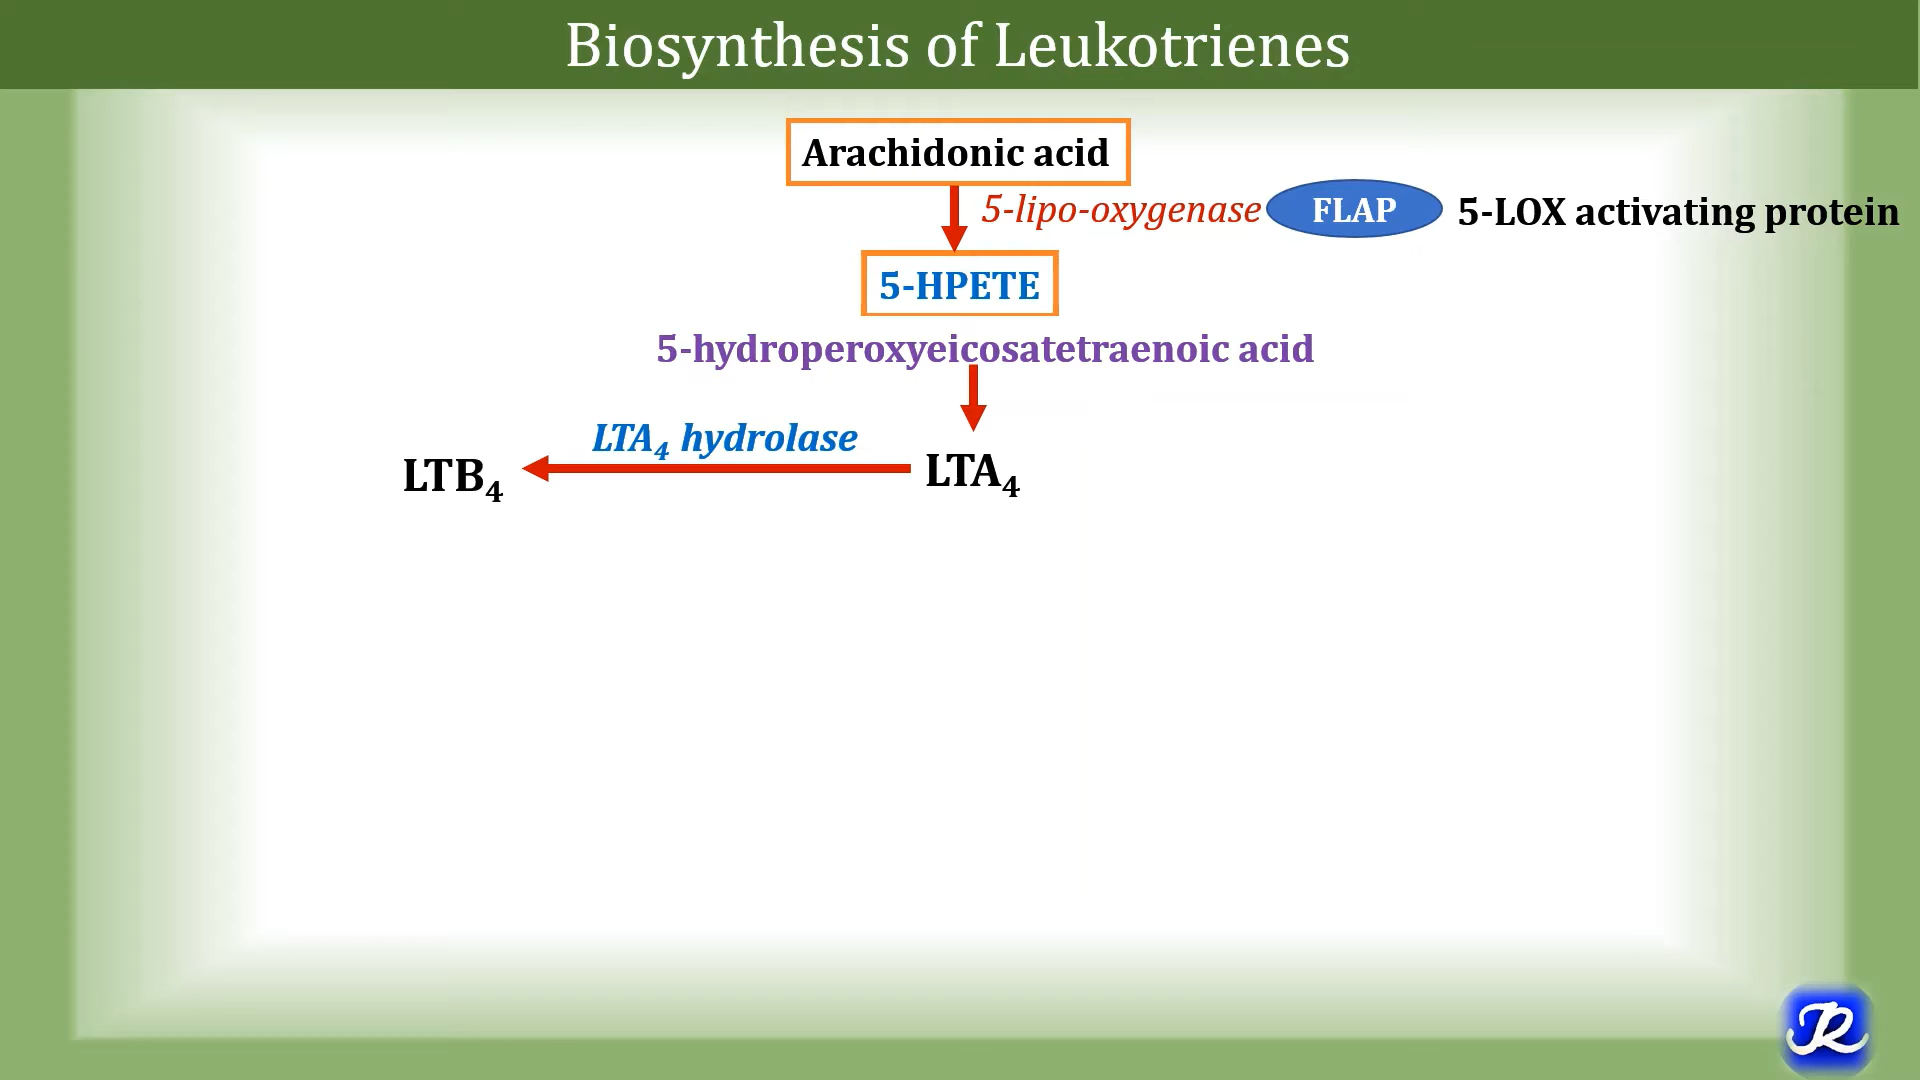 Biosynthesis of Leukotrienes
Arachidonic acid
5-lipo-oxygenase FLAP 5-LOX activating protein
5-HPETE
5-hydroperoxyeicosatetraenoic acid
LTA₄ hydrolase
LTB₄ LTA₄
JR